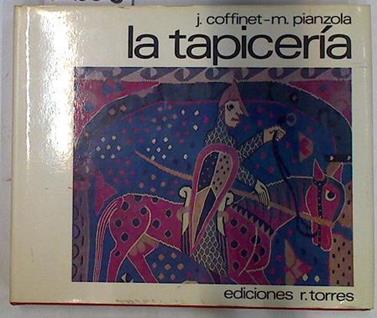 j. coffinet-m. pianzola
la tapicería
ediciones r. torres